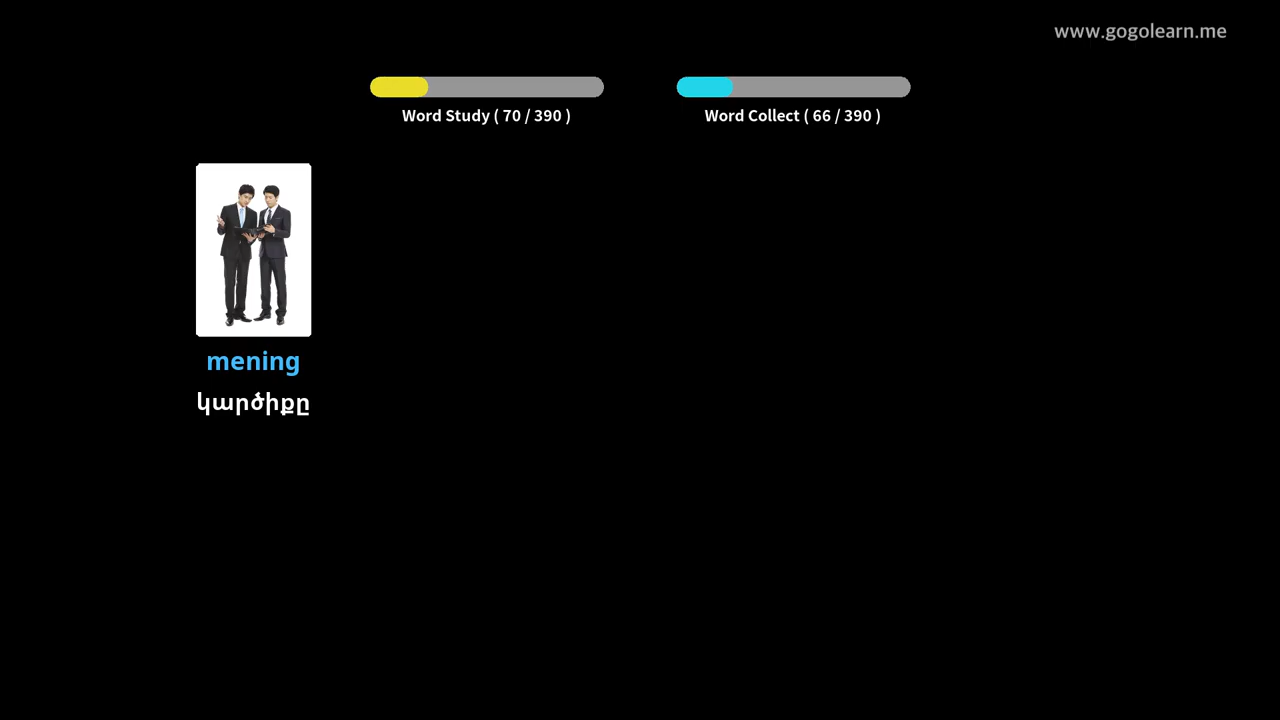 www.gogolearn.me
Word Study ( 70 / 390 )
Word Collect ( 66 / 390 )
mening
կարծիքը